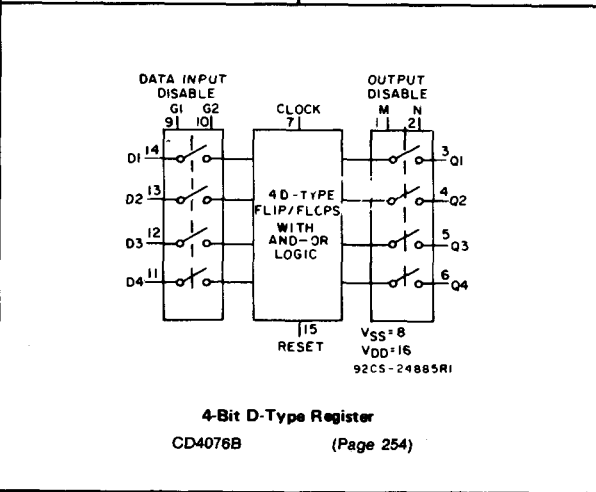 DATA INPUT DISABLE
OUTPUT DISABLE
G1 G2
CLOCK
M N
9 10
7
1 2
D1 14
3 Q1
D2 13
4 Q2
D3 12
5 Q3
D4 11
6 Q4
4 D-TYPE
FLIP/FLOPS
WITH
AND-OR
LOGIC
15
RESET
VSS=8
VDD=16
92CS-24885R1
4-Bit D-Type Register
CD4076B (Page 254)